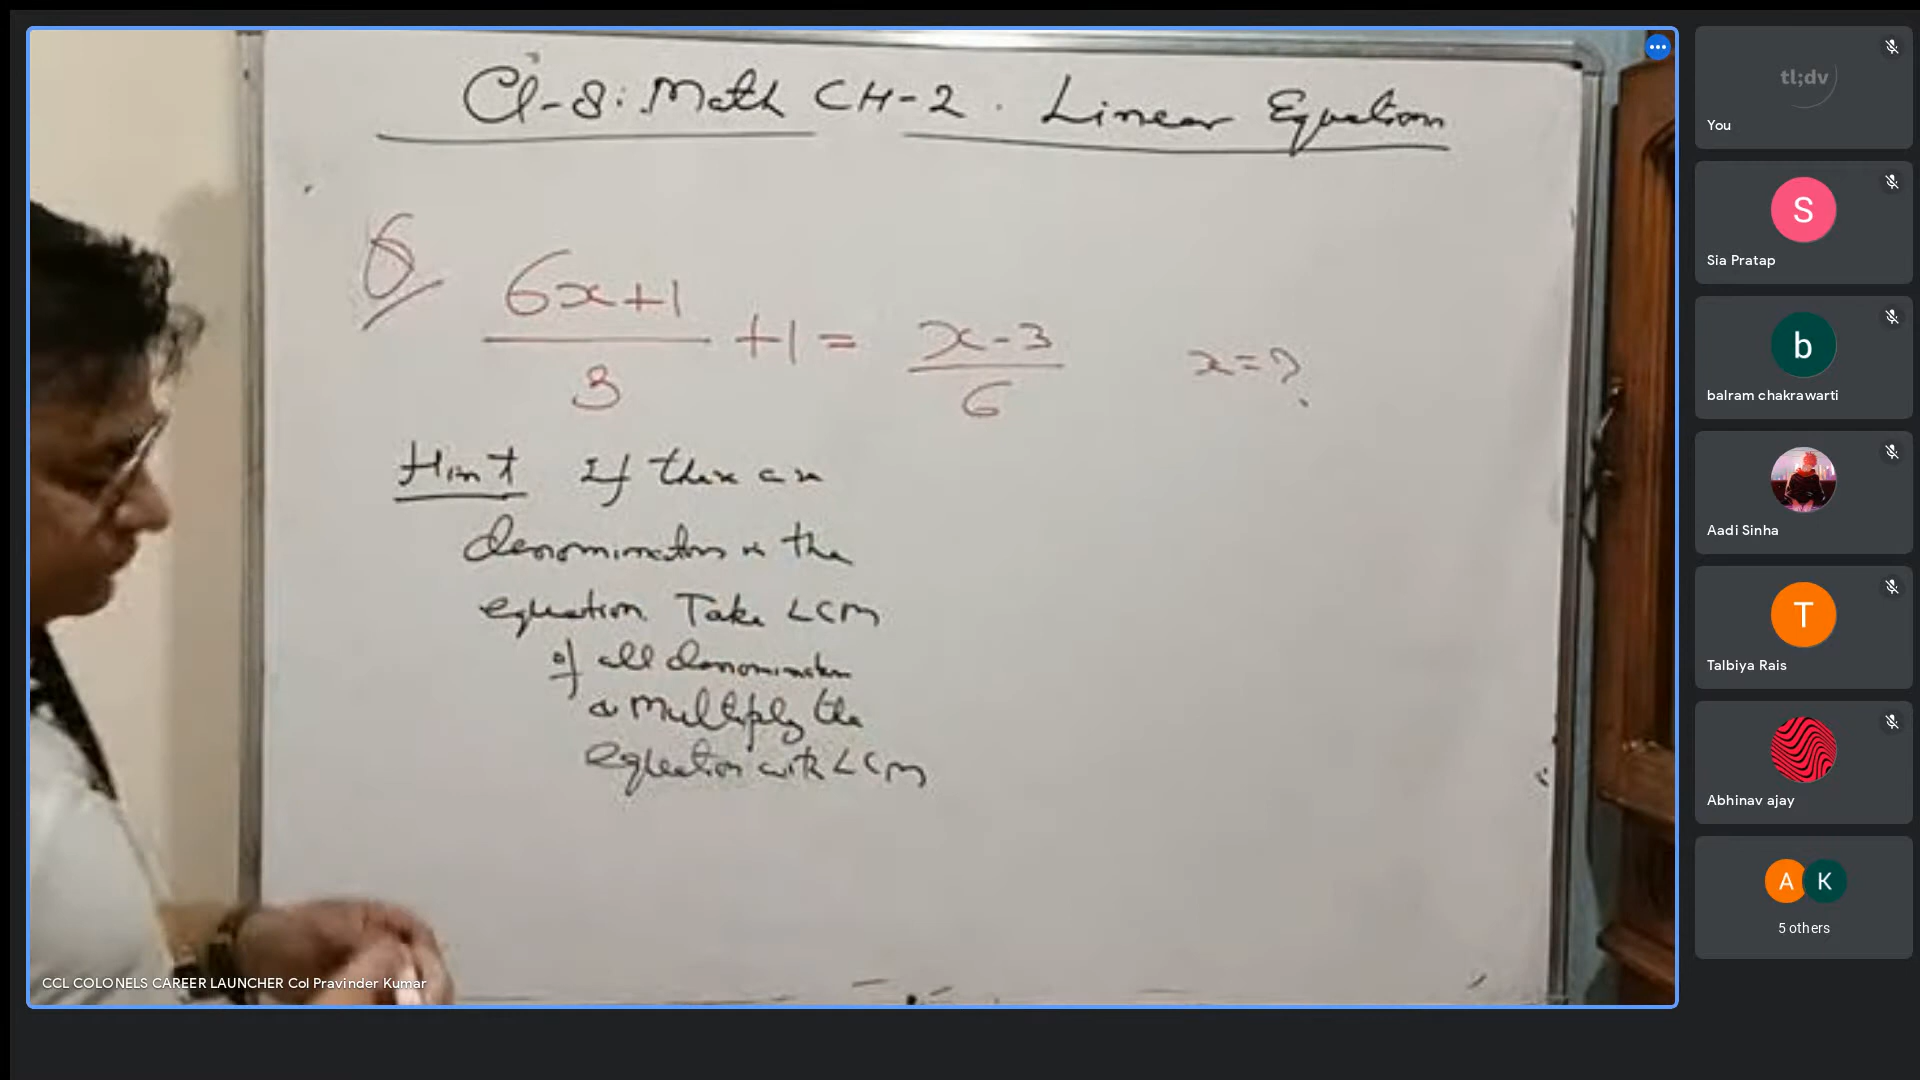 Cl-8: Math CH-2. Linear Equation
Q
6x+1
+1 =
x-3
x=?
3
6
Hint If there are
denominators in the
equation. Take LCM
of all denominators
& Multiply the
equation with LCM
CCL COLONELS CAREER LAUNCHER Col Pravinder Kumar
tl;dv
You
S
Sia Pratap
b
balram chakrawarti
Aadi Sinha
T
Talbiya Rais
Abhinav ajay
A K
5 others